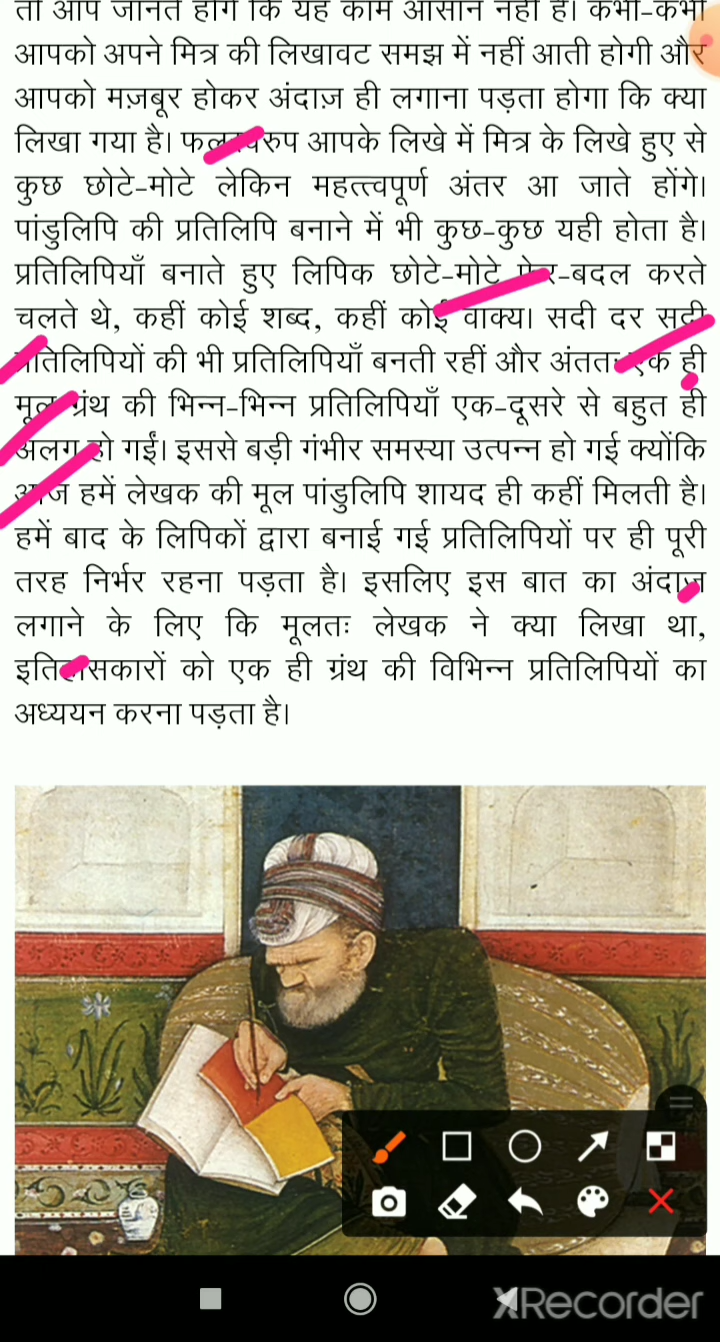 तो आप जानते होंगे कि यह काम आसान नहीं है। कभी-कभी
आपको अपने मित्र की लिखावट समझ में नहीं आती होगी और
आपको मज़बूर होकर अंदाज़ ही लगाना पड़ता होगा कि क्या
लिखा गया है। फलस्वरुप आपके लिखे में मित्र के लिखे हुए से
कुछ छोटे-मोटे लेकिन महत्त्वपूर्ण अंतर आ जाते होंगे।
पांडुलिपि की प्रतिलिपि बनाने में भी कुछ-कुछ यही होता है।
प्रतिलिपियाँ बनाते हुए लिपिक छोटे-मोटे फेर-बदल करते
चलते थे, कहीं कोई शब्द, कहीं कोई वाक्य। सदी दर सदी
प्रतिलिपियों की भी प्रतिलिपियाँ बनती रहीं और अंततः एक ही
मूल ग्रंथ की भिन्न-भिन्न प्रतिलिपियाँ एक-दूसरे से बहुत ही
अलग हो गईं। इससे बड़ी गंभीर समस्या उत्पन्न हो गई क्योंकि
आज हमें लेखक की मूल पांडुलिपि शायद ही कहीं मिलती है।
हमें बाद के लिपिकों द्वारा बनाई गई प्रतिलिपियों पर ही पूरी
तरह निर्भर रहना पड़ता है। इसलिए इस बात का अंदाज़
लगाने के लिए कि मूलतः लेखक ने क्या लिखा था,
इतिहासकारों को एक ही ग्रंथ की विभिन्न प्रतिलिपियों का
अध्ययन करना पड़ता है।
XRecorder